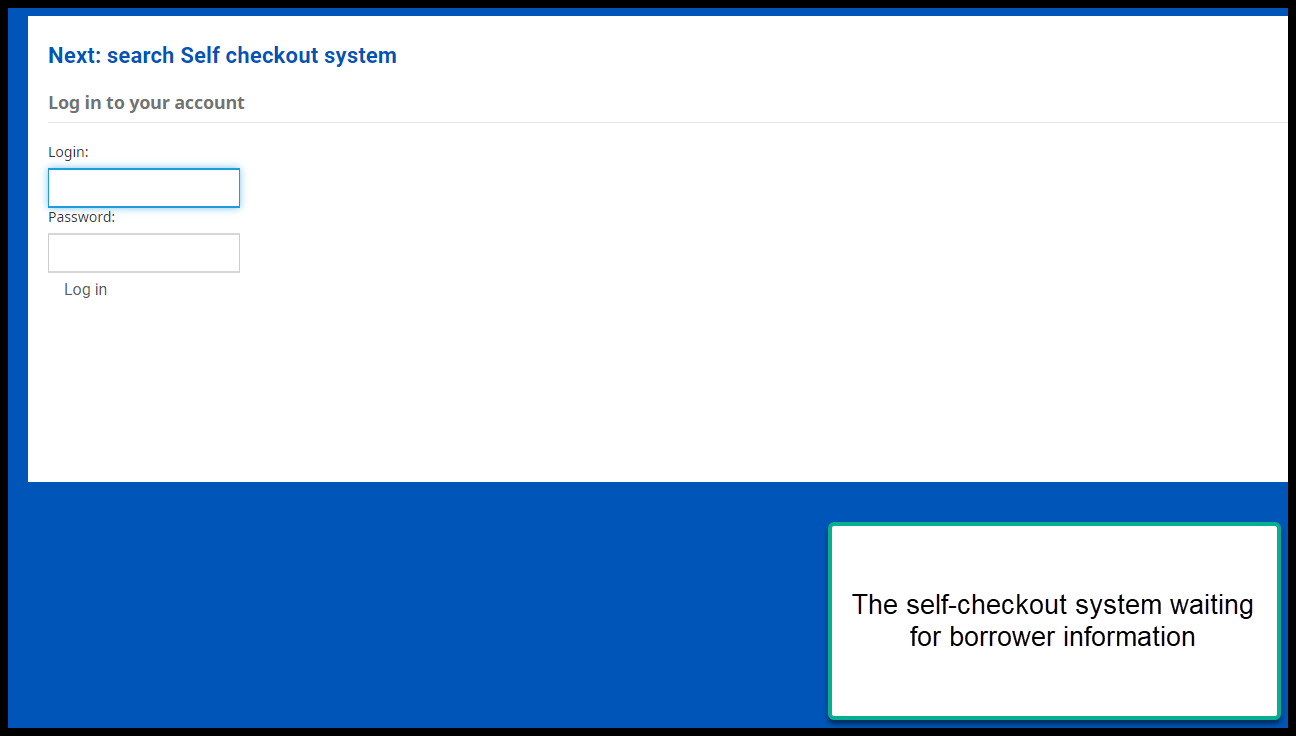 Next: search Self checkout system
Log in to your account
Login:
Password:
Log in
The self-checkout system waiting
for borrower information